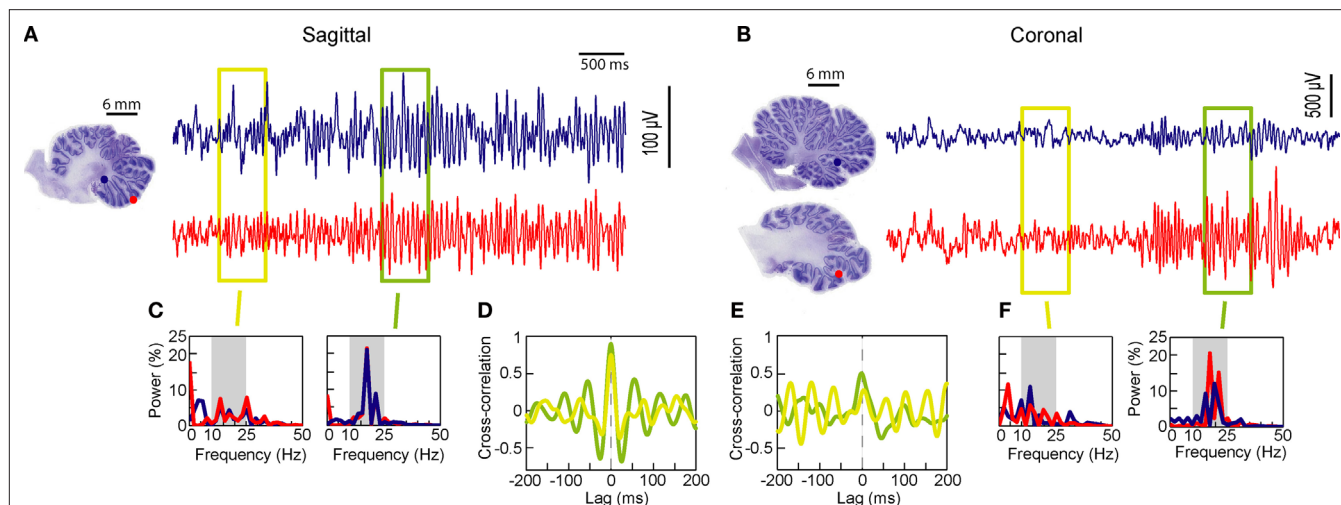 A
Sagittal
500 ms
6 mm
100 µV
B
Coronal
6 mm
500 µV
C
25
20
15
10
5
0
Power (%)
0 10 25 50
Frequency (Hz)
0 10 25 50
Frequency (Hz)
D
1
0.5
0
−0.5
Cross-correlation
-200 -100 0 100 200
Lag (ms)
E
1
0.5
0
−0.5
Cross-correlation
-200 -100 0 100 200
Lag (ms)
F
0 10 25 50
Frequency (Hz)
25
20
15
10
5
0
Power (%)
0 10 25 50
Frequency (Hz)